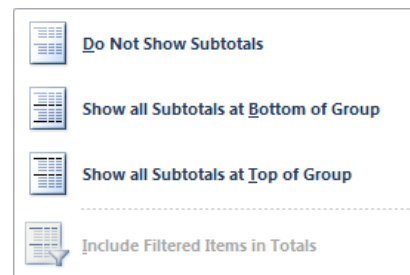 Do Not Show Subtotals
Show all Subtotals at Bottom of Group
Show all Subtotals at Top of Group
Include Filtered Items in Totals